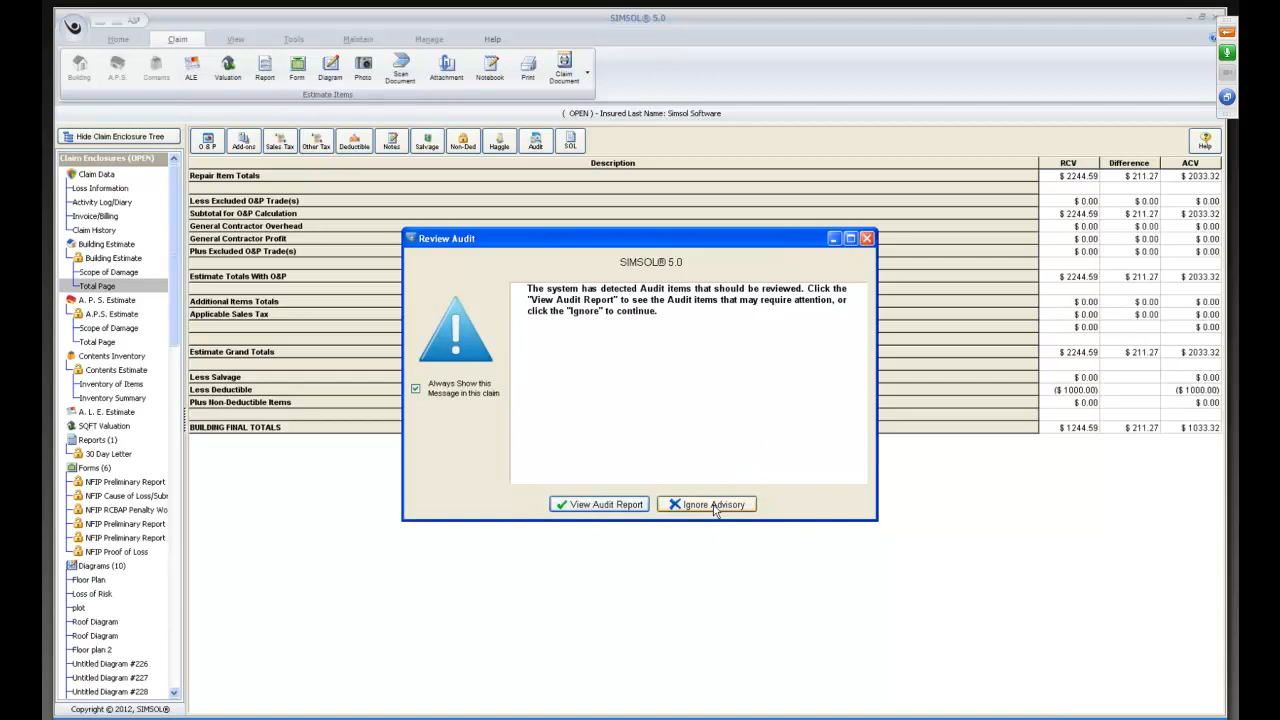 SIMSOL® 5.0
Home Claim View Tools Maintain Manage Help
Building A.P.S. Contents ALE Valuation Report Form Diagram Photo Scan Document Attachment Notebook Print Claim Document
Estimate Items
( OPEN ) - Insured Last Name: Simsol Software
Hide Claim Enclosure Tree
O & P Add-ons Sales Tax Other Tax Deductible Notes Salvage Non-Ded Haggle Audit SOL Help
Claim Enclosures (OPEN)
Claim Data
Loss Information
Activity Log/Diary
Invoice/Billing
Claim History
Building Estimate
Building Estimate
Scope of Damage
Total Page
A. P. S. Estimate
A.P.S. Estimate
Scope of Damage
Total Page
Contents Inventory
Contents Estimate
Inventory of Items
Inventory Summary
A. L. E. Estimate
SQFT Valuation
Reports (1)
30 Day Letter
Forms (6)
NFIP Preliminary Report
NFIP Cause of Loss/Subr
NFIP RCBAP Penalty Wo
NFIP Preliminary Report
NFIP Preliminary Report
NFIP Proof of Loss
Diagrams (10)
Floor Plan
Loss of Risk
plot
Roof Diagram
Roof Diagram
Floor plan 2
Untitled Diagram #226
Untitled Diagram #227
Untitled Diagram #228
Copyright © 2012, SIMSOL®
Description RCV Difference ACV
Repair Item Totals $ 2244.59 $ 211.27 $ 2033.32
Less Excluded O&P Trade(s) $ 0.00 $ 0.00 $ 0.00
Subtotal for O&P Calculation $ 2244.59 $ 211.27 $ 2033.32
General Contractor Overhead $ 0.00 $ 0.00 $ 0.00
General Contractor Profit $ 0.00 $ 0.00 $ 0.00
Plus Excluded O&P Trade(s) $ 0.00 $ 0.00 $ 0.00
Estimate Totals With O&P $ 2244.59 $ 211.27 $ 2033.32
Additional Items Totals $ 0.00 $ 0.00 $ 0.00
Applicable Sales Tax $ 0.00 $ 0.00 $ 0.00
$ 0.00 $ 0.00
Estimate Grand Totals $ 2244.59 $ 211.27 $ 2033.32
Less Salvage $ 0.00 $ 0.00
Less Deductible ($ 1000.00) ($ 1000.00)
Plus Non-Deductible Items $ 0.00 $ 0.00
BUILDING FINAL TOTALS $ 1244.59 $ 211.27 $ 1033.32
Review Audit
SIMSOL® 5.0
The system has detected Audit items that should be reviewed. Click the
"View Audit Report" to see the Audit items that may require attention, or
click the "Ignore" to continue.
Always Show this
Message in this claim
View Audit Report Ignore Advisory